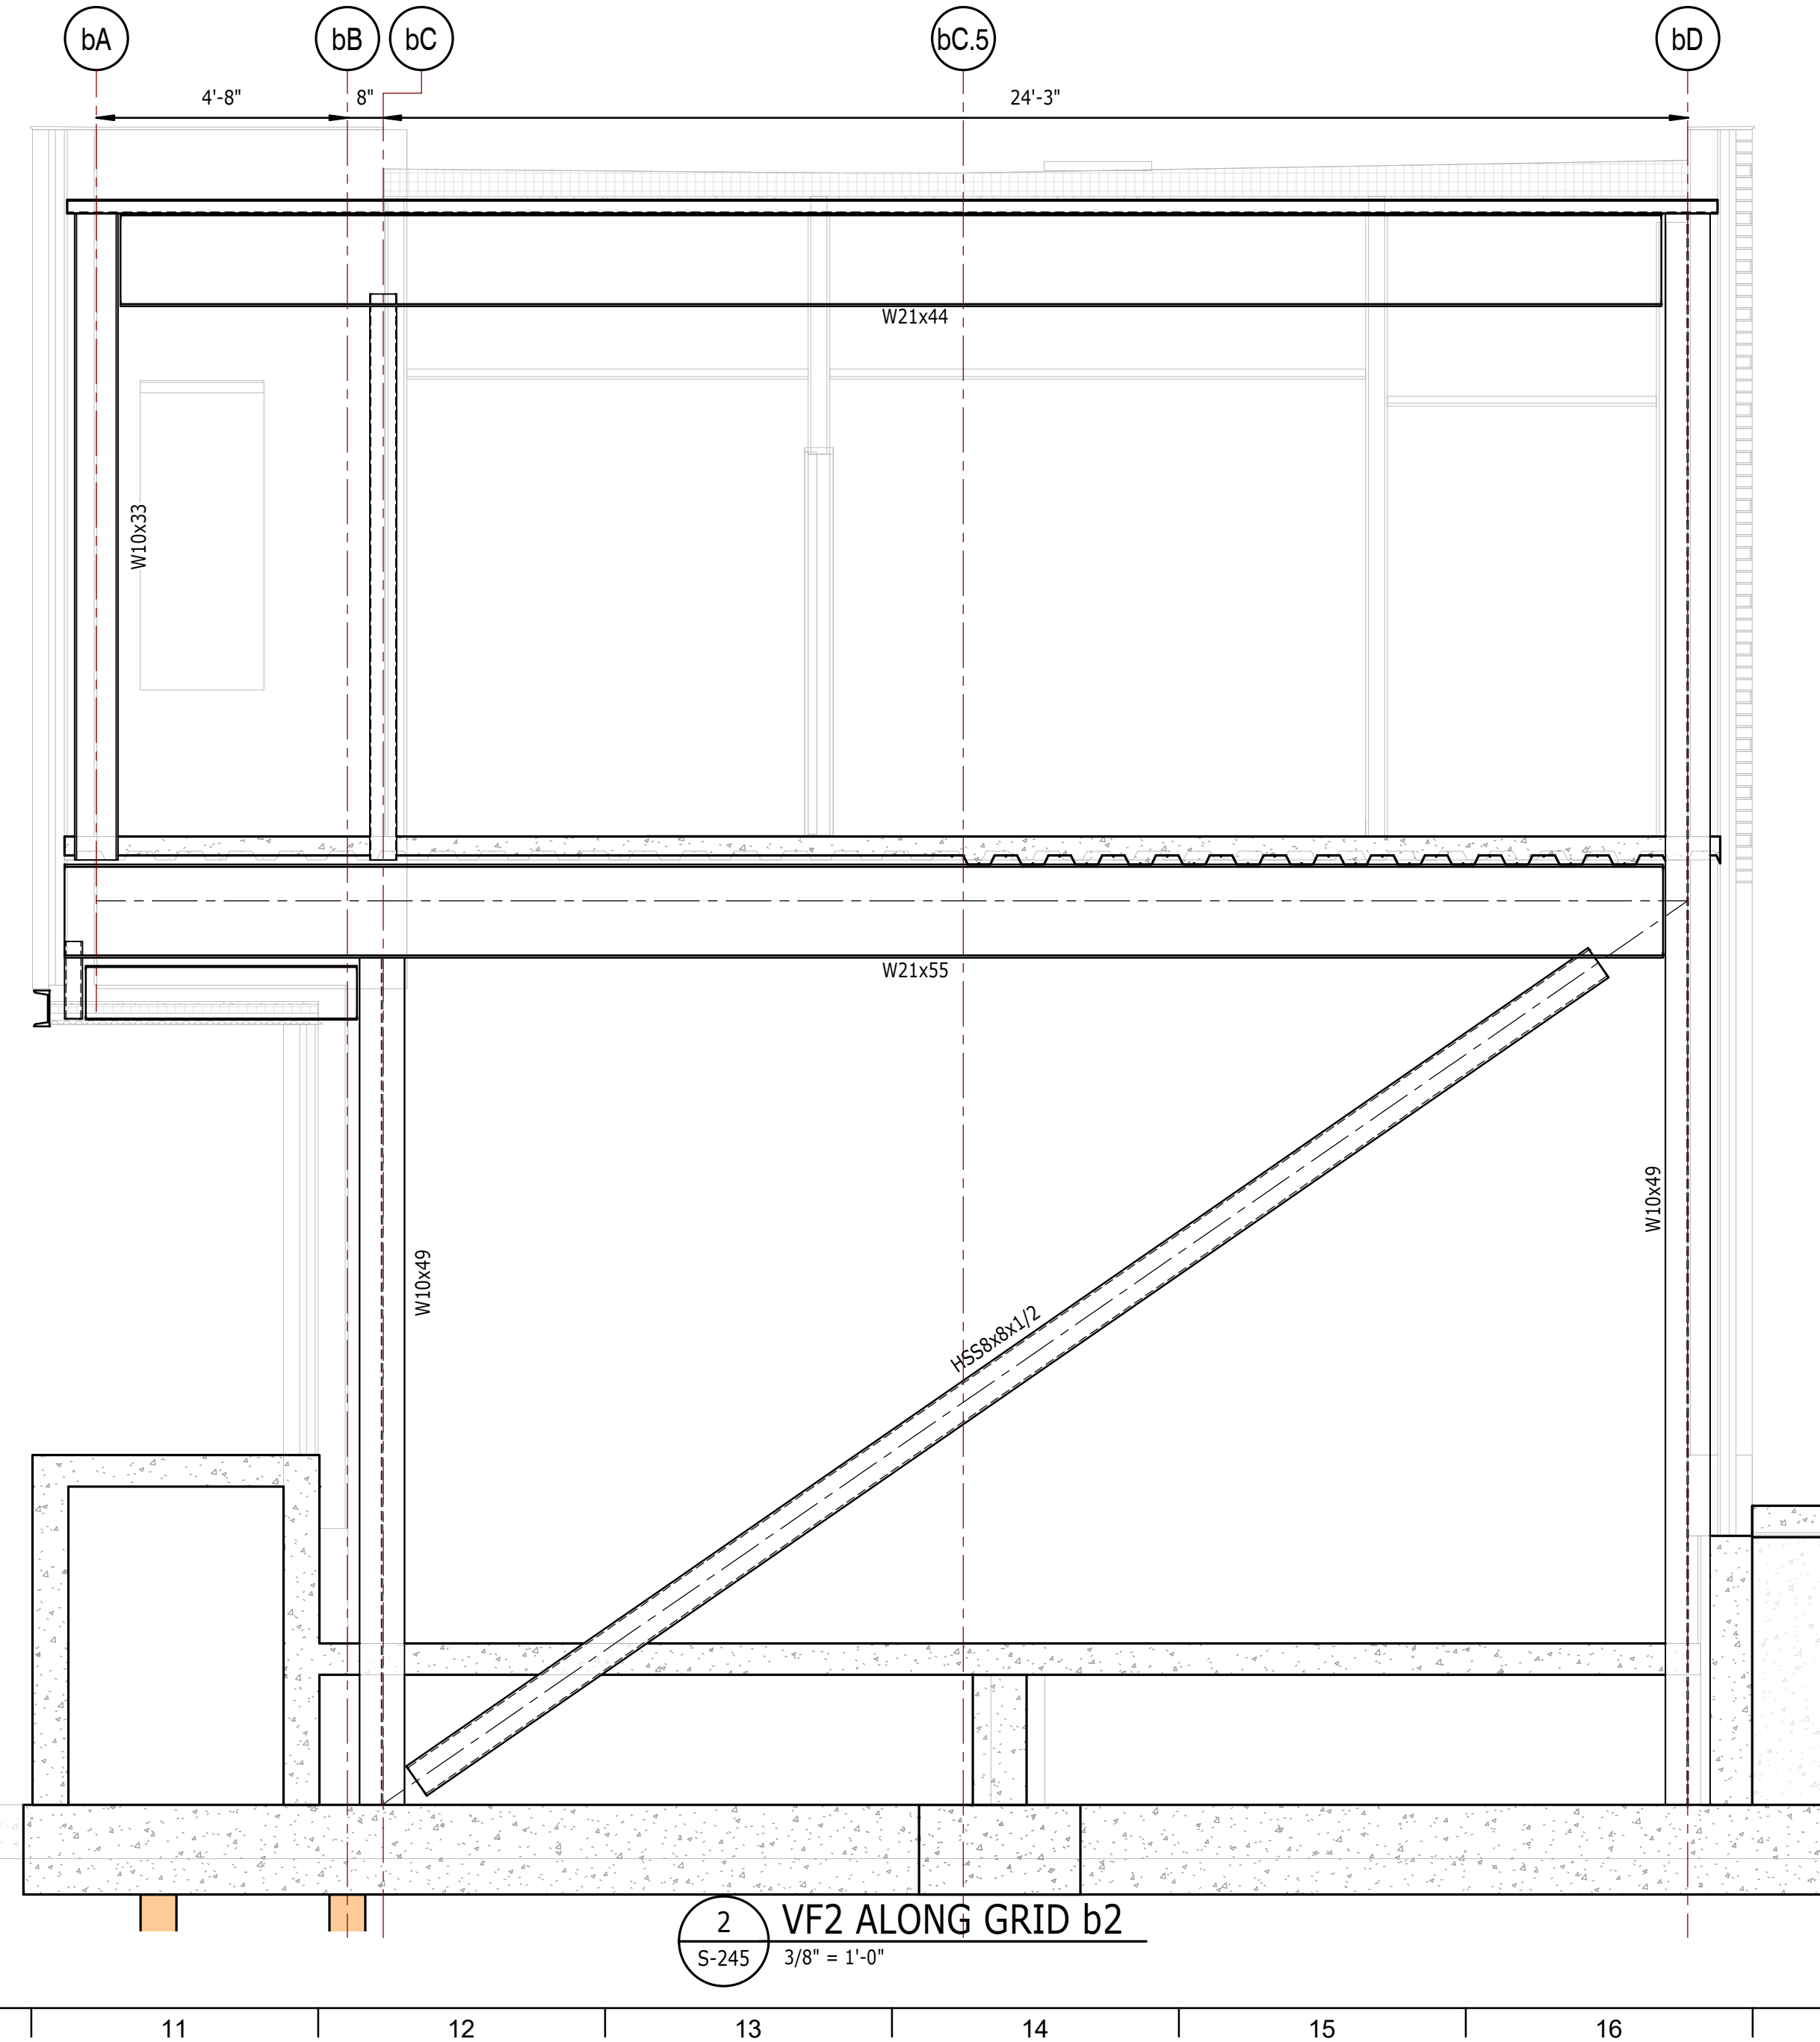 bA
bB
bC
bC.5
bD
4'-8"
8"
24'-3"
W21x44
W10x33
W21x55
W10x49
W10x49
HSS8x8x1/2
2
S-245
VF2 ALONG GRID b2
3/8" = 1'-0"
11
12
13
14
15
16